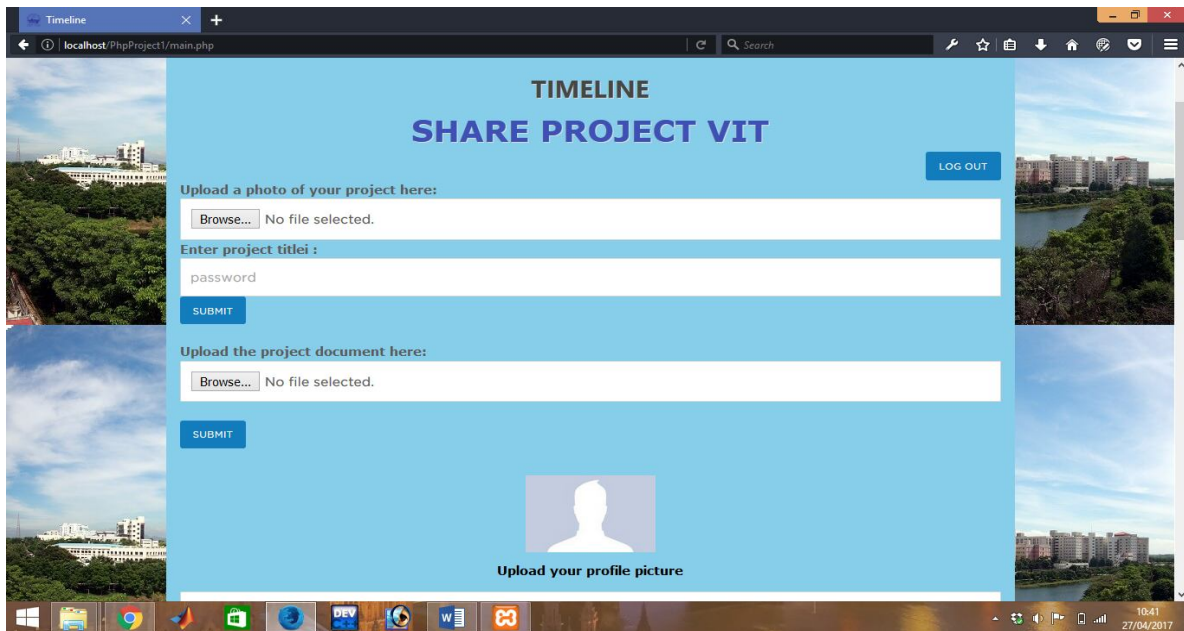 Timeline
localhost/PhpProject1/main.php
Search
TIMELINE
SHARE PROJECT VIT
LOG OUT
Upload a photo of your project here:
Browse... No file selected.
Enter project titlei :
password
SUBMIT
Upload the project document here:
Browse... No file selected.
SUBMIT
Upload your profile picture
DEV
W
10:41
27/04/2017